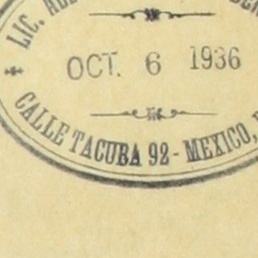 LIC.
OCT. 6 1936
CALLE TACUBA 92 - MEXICO,